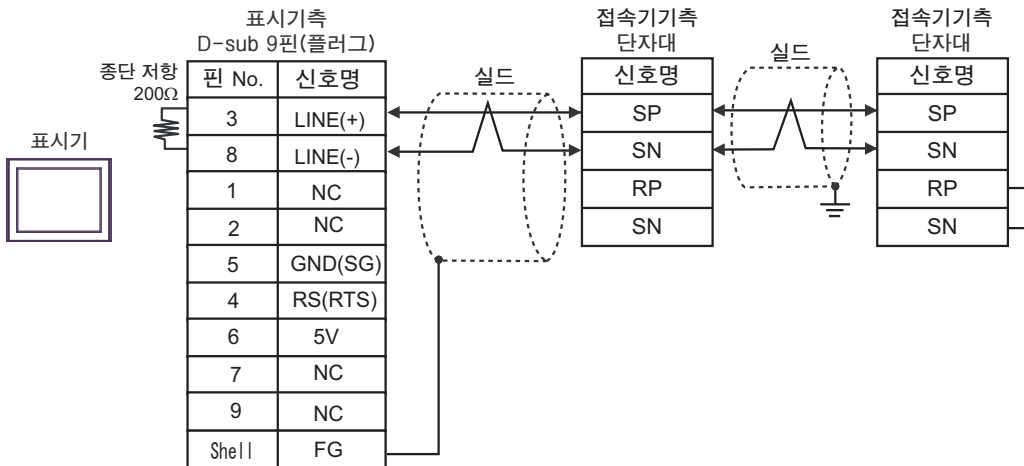 표시기
종단 저항
200Ω
표시기측
D-sub 9핀(플러그)
핀 No. 신호명
3 LINE(+)
8 LINE(-)
1 NC
2 NC
5 GND(SG)
4 RS(RTS)
6 5V
7 NC
9 NC
Shell FG
실드
접속기기측
단자대
신호명
SP
SN
RP
SN
실드
접속기기측
단자대
신호명
SP
SN
RP
SN